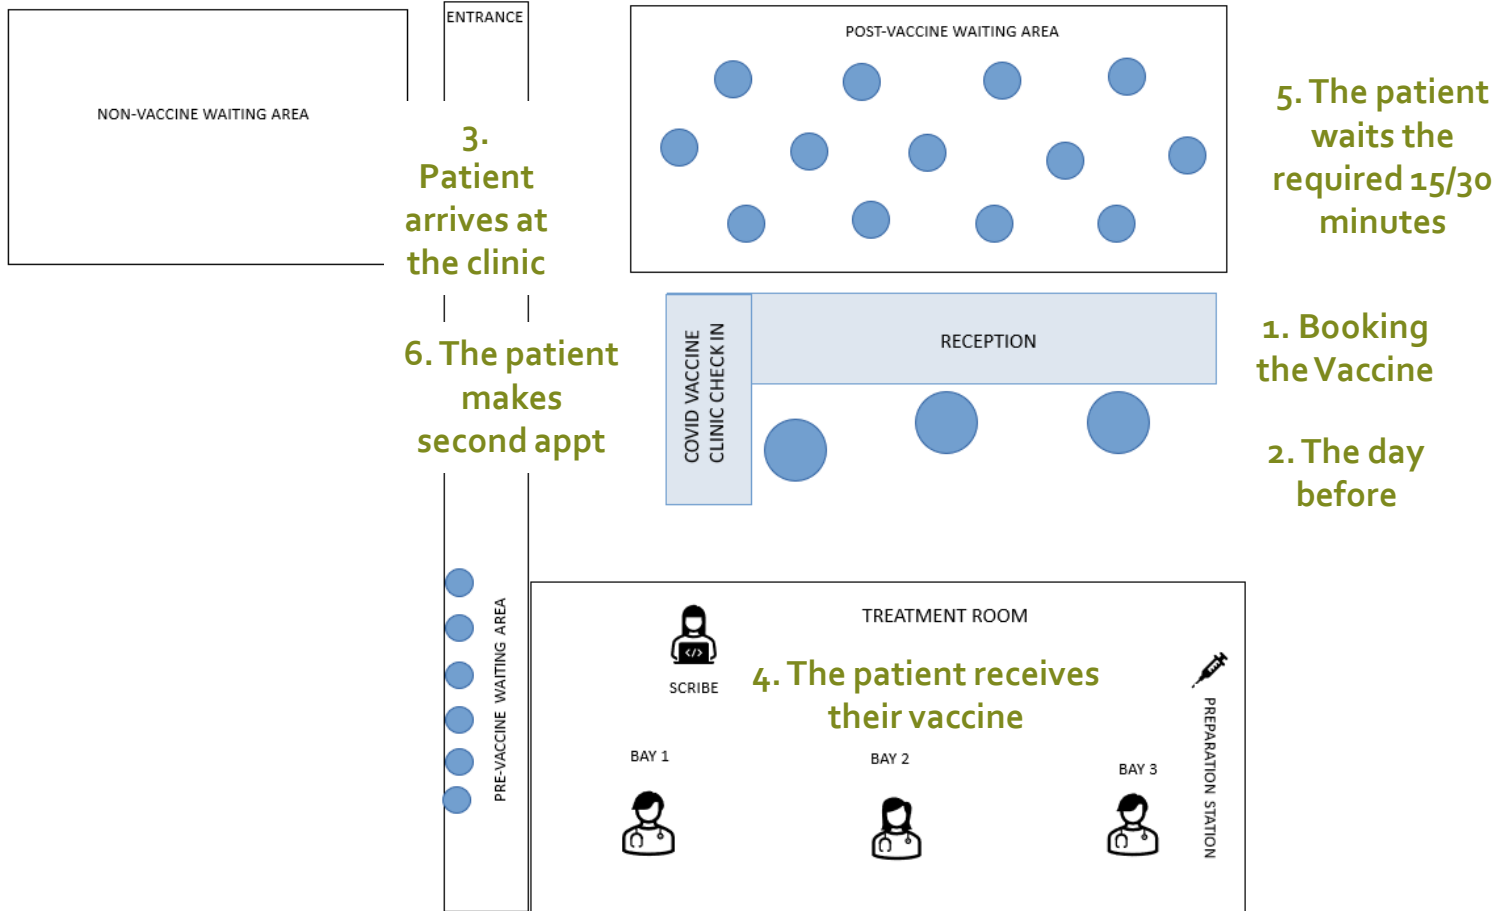 ENTRANCE
POST-VACCINE WAITING AREA
NON-VACCINE WAITING AREA
3.
Patient
arrives at
the clinic
5. The patient
waits the
required 15/30
minutes
6. The patient
makes
second appt
COVID VACCINE
CLINIC CHECK IN
RECEPTION
1. Booking
the Vaccine
2. The day
before
PRE-VACCINE WAITING AREA
TREATMENT ROOM
</>
SCRIBE
4. The patient receives
their vaccine
PREPARATION STATION
BAY 1
BAY 2
BAY 3